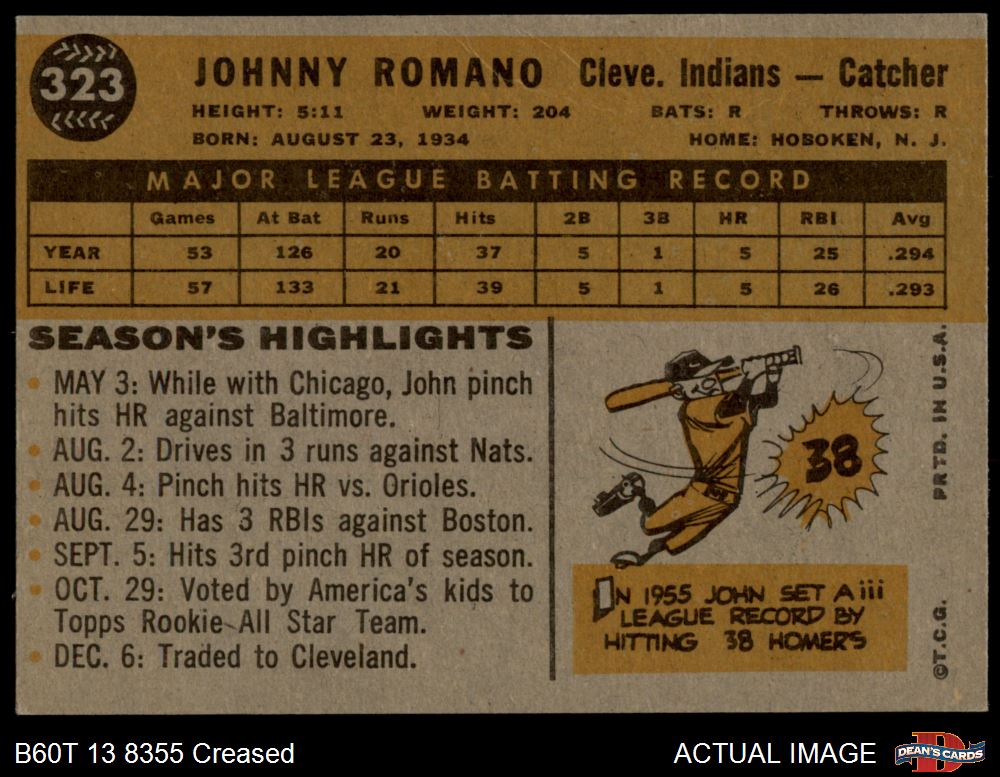 323
JOHNNY ROMANO Cleve. Indians — Catcher
HEIGHT: 5:11 WEIGHT: 204 BATS: R THROWS: R
BORN: AUGUST 23, 1934 HOME: HOBOKEN, N. J.
MAJOR LEAGUE BATTING RECORD
Games At Bat Runs Hits 2B 3B HR RBI Avg
YEAR 53 126 20 37 5 1 5 25 .294
LIFE 57 133 21 39 5 1 5 26 .293
SEASON'S HIGHLIGHTS
• MAY 3: While with Chicago, John pinch
hits HR against Baltimore.
• AUG. 2: Drives in 3 runs against Nats.
• AUG. 4: Pinch hits HR vs. Orioles.
• AUG. 29: Has 3 RBIs against Boston.
• SEPT. 5: Hits 3rd pinch HR of season.
• OCT. 29: Voted by America's kids to
Topps Rookie All Star Team.
• DEC. 6: Traded to Cleveland.
38
IN 1955 JOHN SET A iii
LEAGUE RECORD BY
HITTING 38 HOMERS
©T.C.G. PRTD. IN U.S.A.
B60T 13 8355 Creased
ACTUAL IMAGE
DEAN'S CARDS